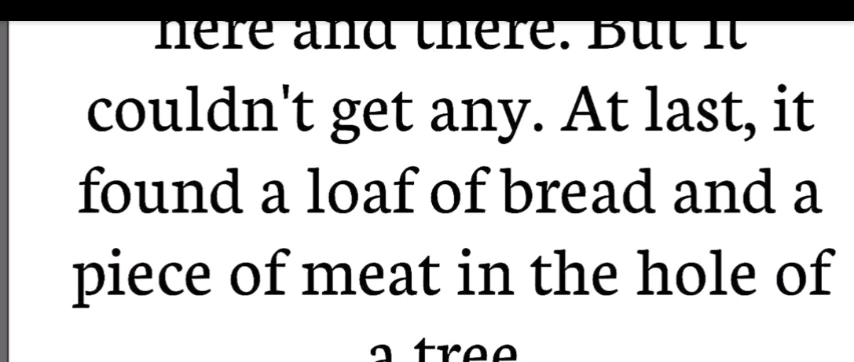 here and there. But it
couldn't get any. At last, it
found a loaf of bread and a
piece of meat in the hole of
a tree